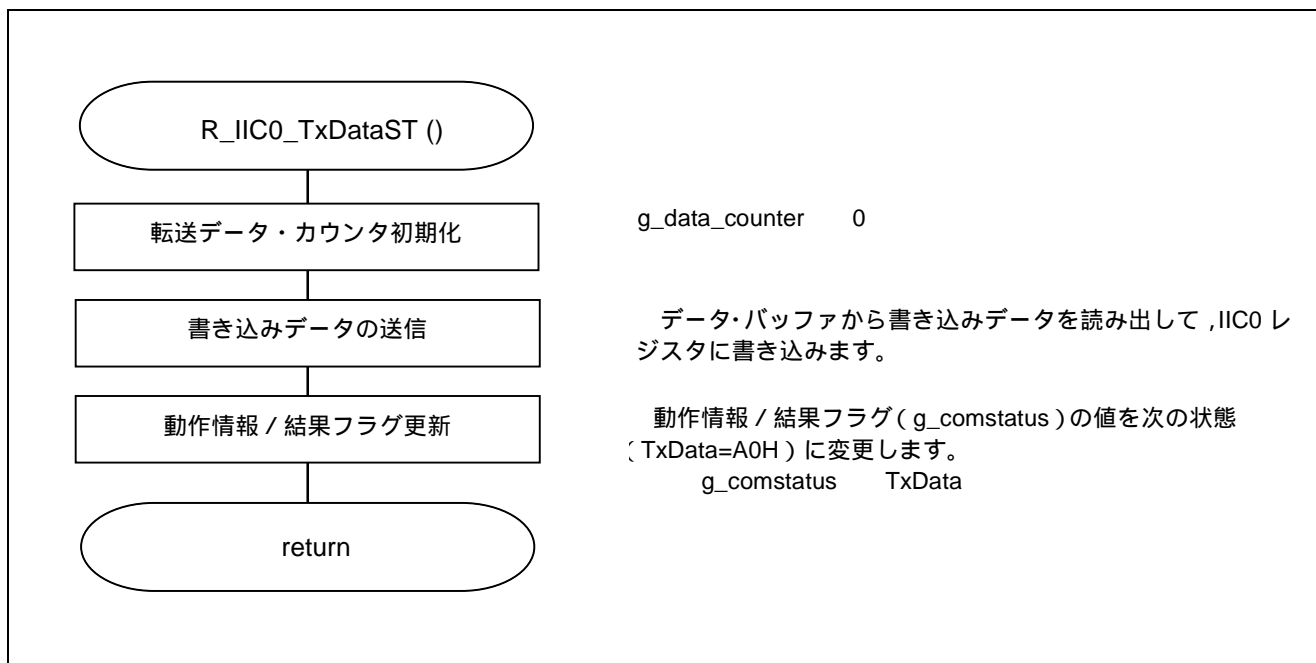 R_IIC0_TxDataST ()
転送データ・カウンタ初期化
g_data_counter 0
書き込みデータの送信
データ・バッファから書き込みデータを読み出して,IIC0 レ
ジスタに書き込みます。
動作情報 / 結果フラグ更新
動作情報 / 結果フラグ( g_comstatus )の値を次の状態
( TxData=A0H ) に変更します。
g_comstatus TxData
return